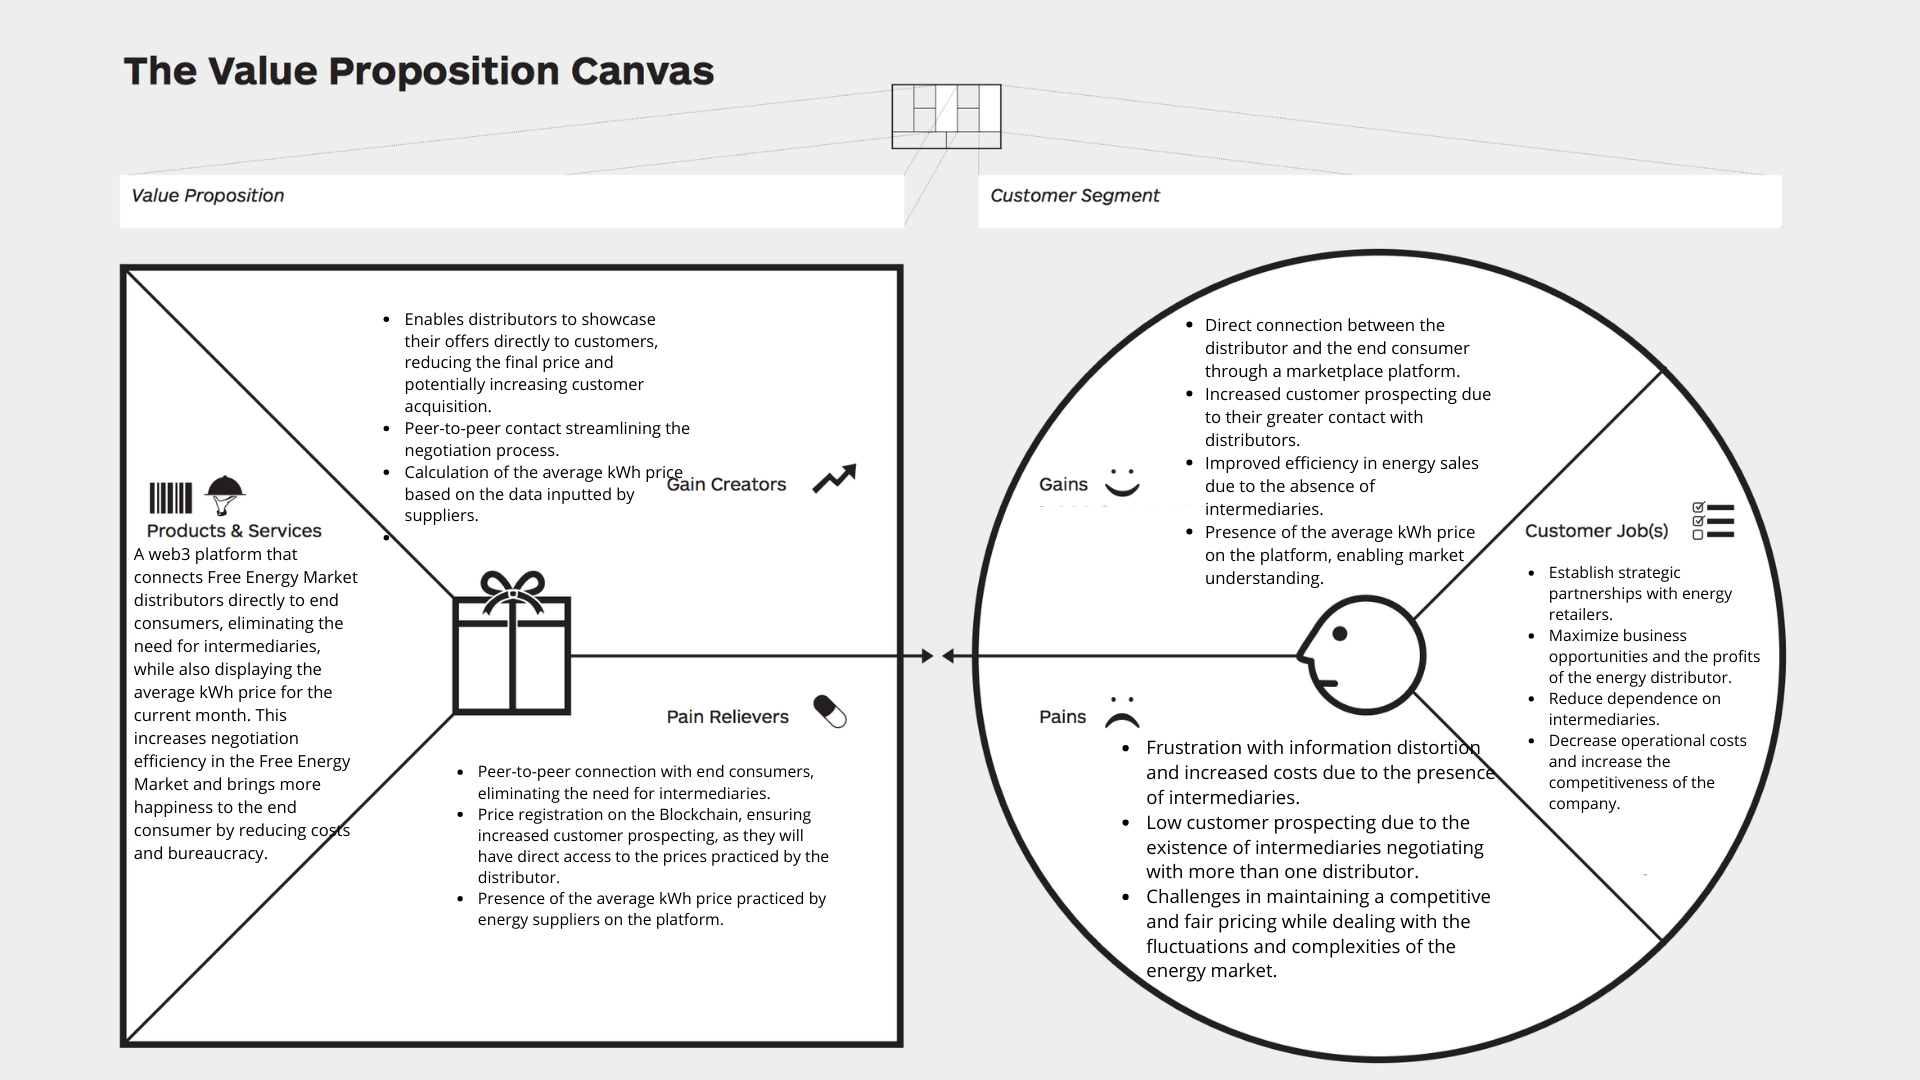 The Value Proposition Canvas
Value Proposition
Customer Segment
• Enables distributors to showcase
their offers directly to customers,
reducing the final price and
potentially increasing customer
acquisition.
• Peer-to-peer contact streamlining the
negotiation process.
• Calculation of the average kWh price
based on the data inputted by
suppliers.
•
Gain Creators
Products & Services
A web3 platform that
connects Free Energy Market
distributors directly to end
consumers, eliminating the
need for intermediaries,
while also displaying the
average kWh price for the
current month. This
increases negotiation
efficiency in the Free Energy
Market and brings more
happiness to the end
consumer by reducing costs
and bureaucracy.
Pain Relievers
• Peer-to-peer connection with end consumers,
eliminating the need for intermediaries.
• Price registration on the Blockchain, ensuring
increased customer prospecting, as they will
have direct access to the prices practiced by the
distributor.
• Presence of the average kWh price practiced by
energy suppliers on the platform.
• Direct connection between the
distributor and the end consumer
through a marketplace platform.
• Increased customer prospecting due
to their greater contact with
distributors.
• Improved efficiency in energy sales
due to the absence of
intermediaries.
• Presence of the average kWh price
on the platform, enabling market
understanding.
Gains
Customer Job(s)
• Establish strategic
partnerships with energy
retailers.
• Maximize business
opportunities and the profits
of the energy distributor.
• Reduce dependence on
intermediaries.
• Decrease operational costs
and increase the
competitiveness of the
company.
Pains
• Frustration with information distortion
and increased costs due to the presence
of intermediaries.
• Low customer prospecting due to the
existence of intermediaries negotiating
with more than one distributor.
• Challenges in maintaining a competitive
and fair pricing while dealing with the
fluctuations and complexities of the
energy market.